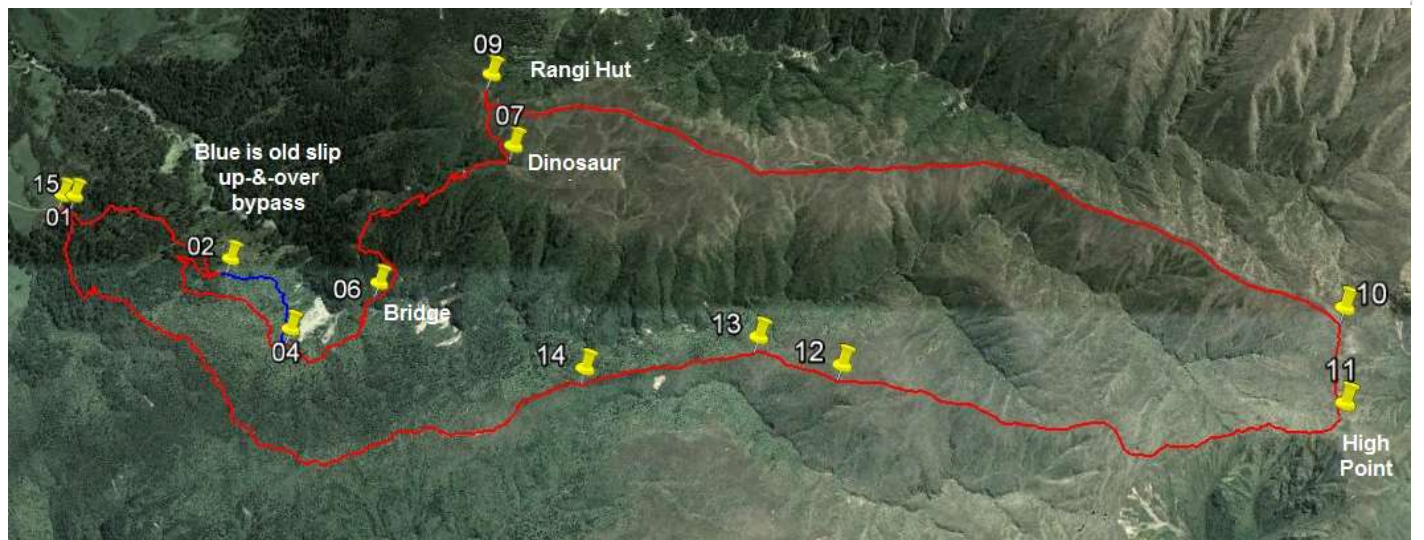 09
Rangi Hut
07
Dinosaur
Blue is old slip
up-&-over
bypass
15
01
02
06
Bridge
04
10
13
12
14
11
High
Point